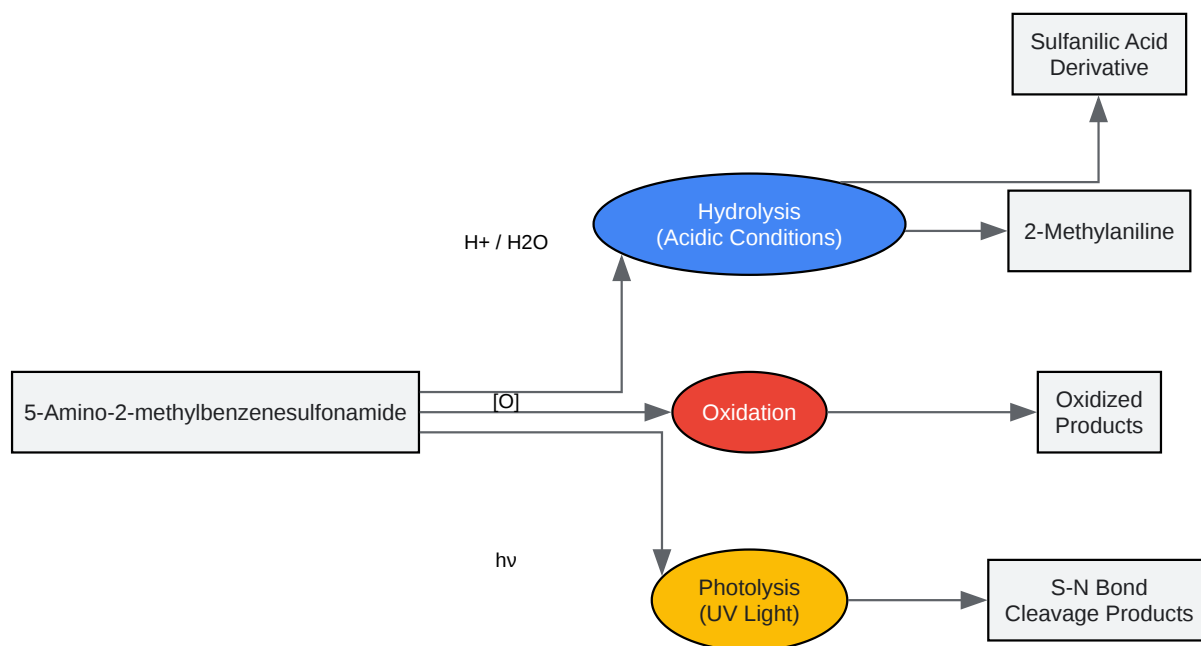 Sulfanilic Acid
Derivative
Hydrolysis
(Acidic Conditions)
2-Methylaniline
H+ / H2O
5-Amino-2-methylbenzenesulfonamide
[O]
Oxidation
Oxidized
Products
hν
Photolysis
(UV Light)
S-N Bond
Cleavage Products